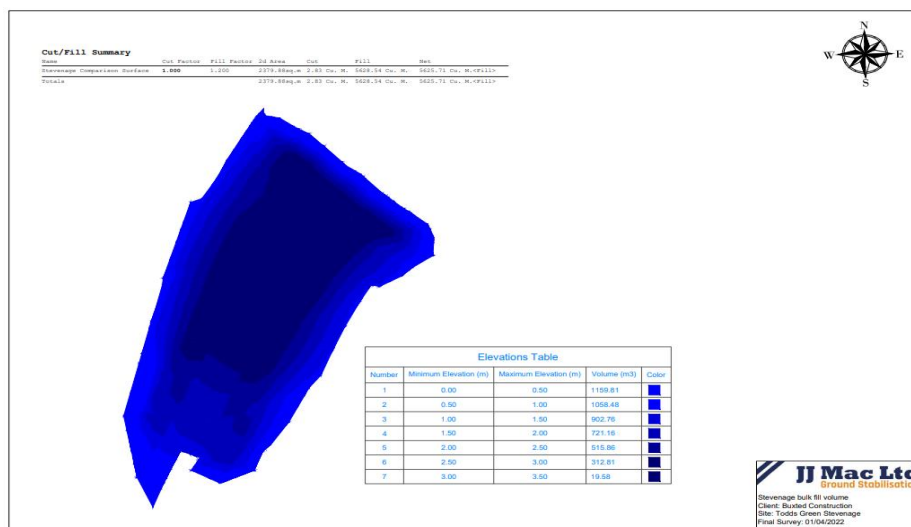 N
W E
S
Cut/Fill Summary
Name Cut Factor Fill Factor 2d Area Cut Fill Net
Stevenage Comparison Surface 1.000 1.200 2379.88sq.m 2.83 Cu. M. 5628.54 Cu. M. 5625.71 Cu. M.<Fill>
Totals 2379.88sq.m 2.83 Cu. M. 5628.54 Cu. M. 5625.71 Cu. M.<Fill>
Elevations Table
Number Minimum Elevation (m) Maximum Elevation (m) Volume (m3) Color
1 0.00 0.50 1159.81
2 0.50 1.00 1058.48
3 1.00 1.50 902.76
4 1.50 2.00 721.16
5 2.00 2.50 515.86
6 2.50 3.00 312.81
7 3.00 3.50 19.58
JJ Mac Ltd
Ground Stabilisatio
Stevenage bulk fill volume
Client: Buxted Construction
Site: Todds Green Stevenage
Final Survey: 01/04/2022